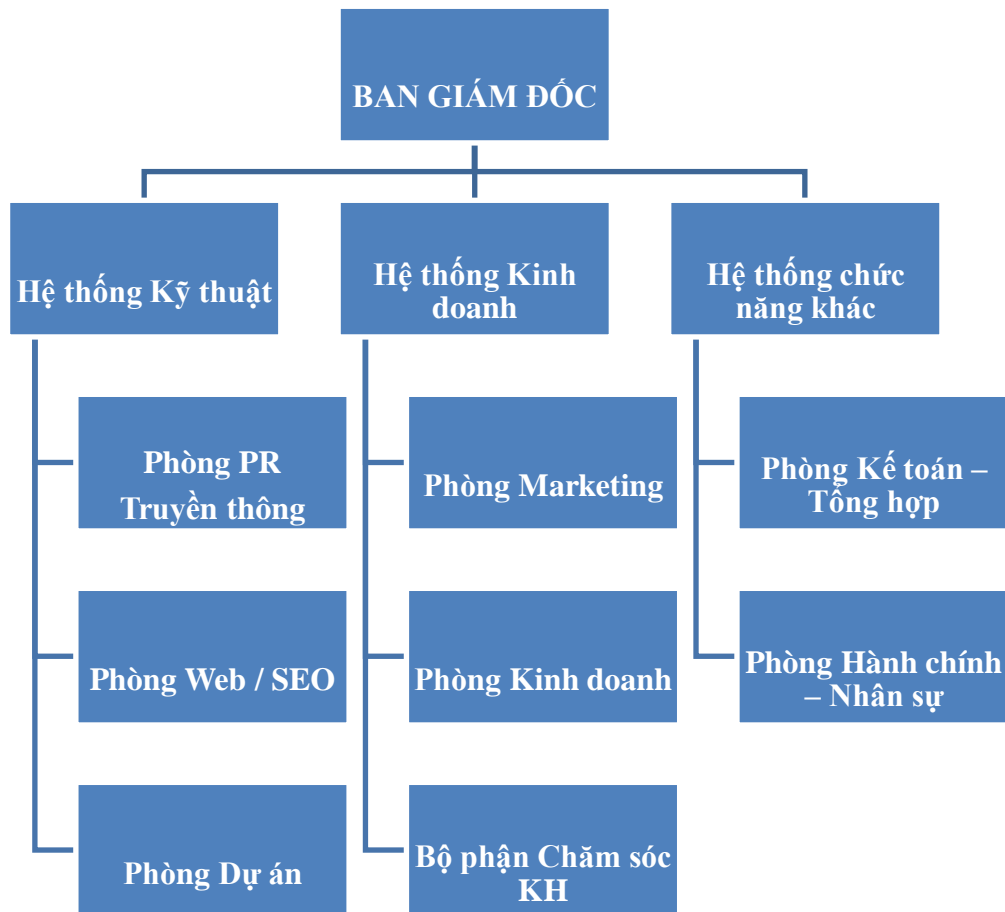 BAN GIÁM ĐỐC
Hệ thống Kỹ thuật
Hệ thống Kinh
doanh
Hệ thống chức
năng khác
Phòng PR
Truyền thông
Phòng Marketing
Phòng Kế toán –
Tổng hợp
Phòng Web / SEO
Phòng Kinh doanh
Phòng Hành chính
– Nhân sự
Phòng Dự án
Bộ phận Chăm sóc
KH